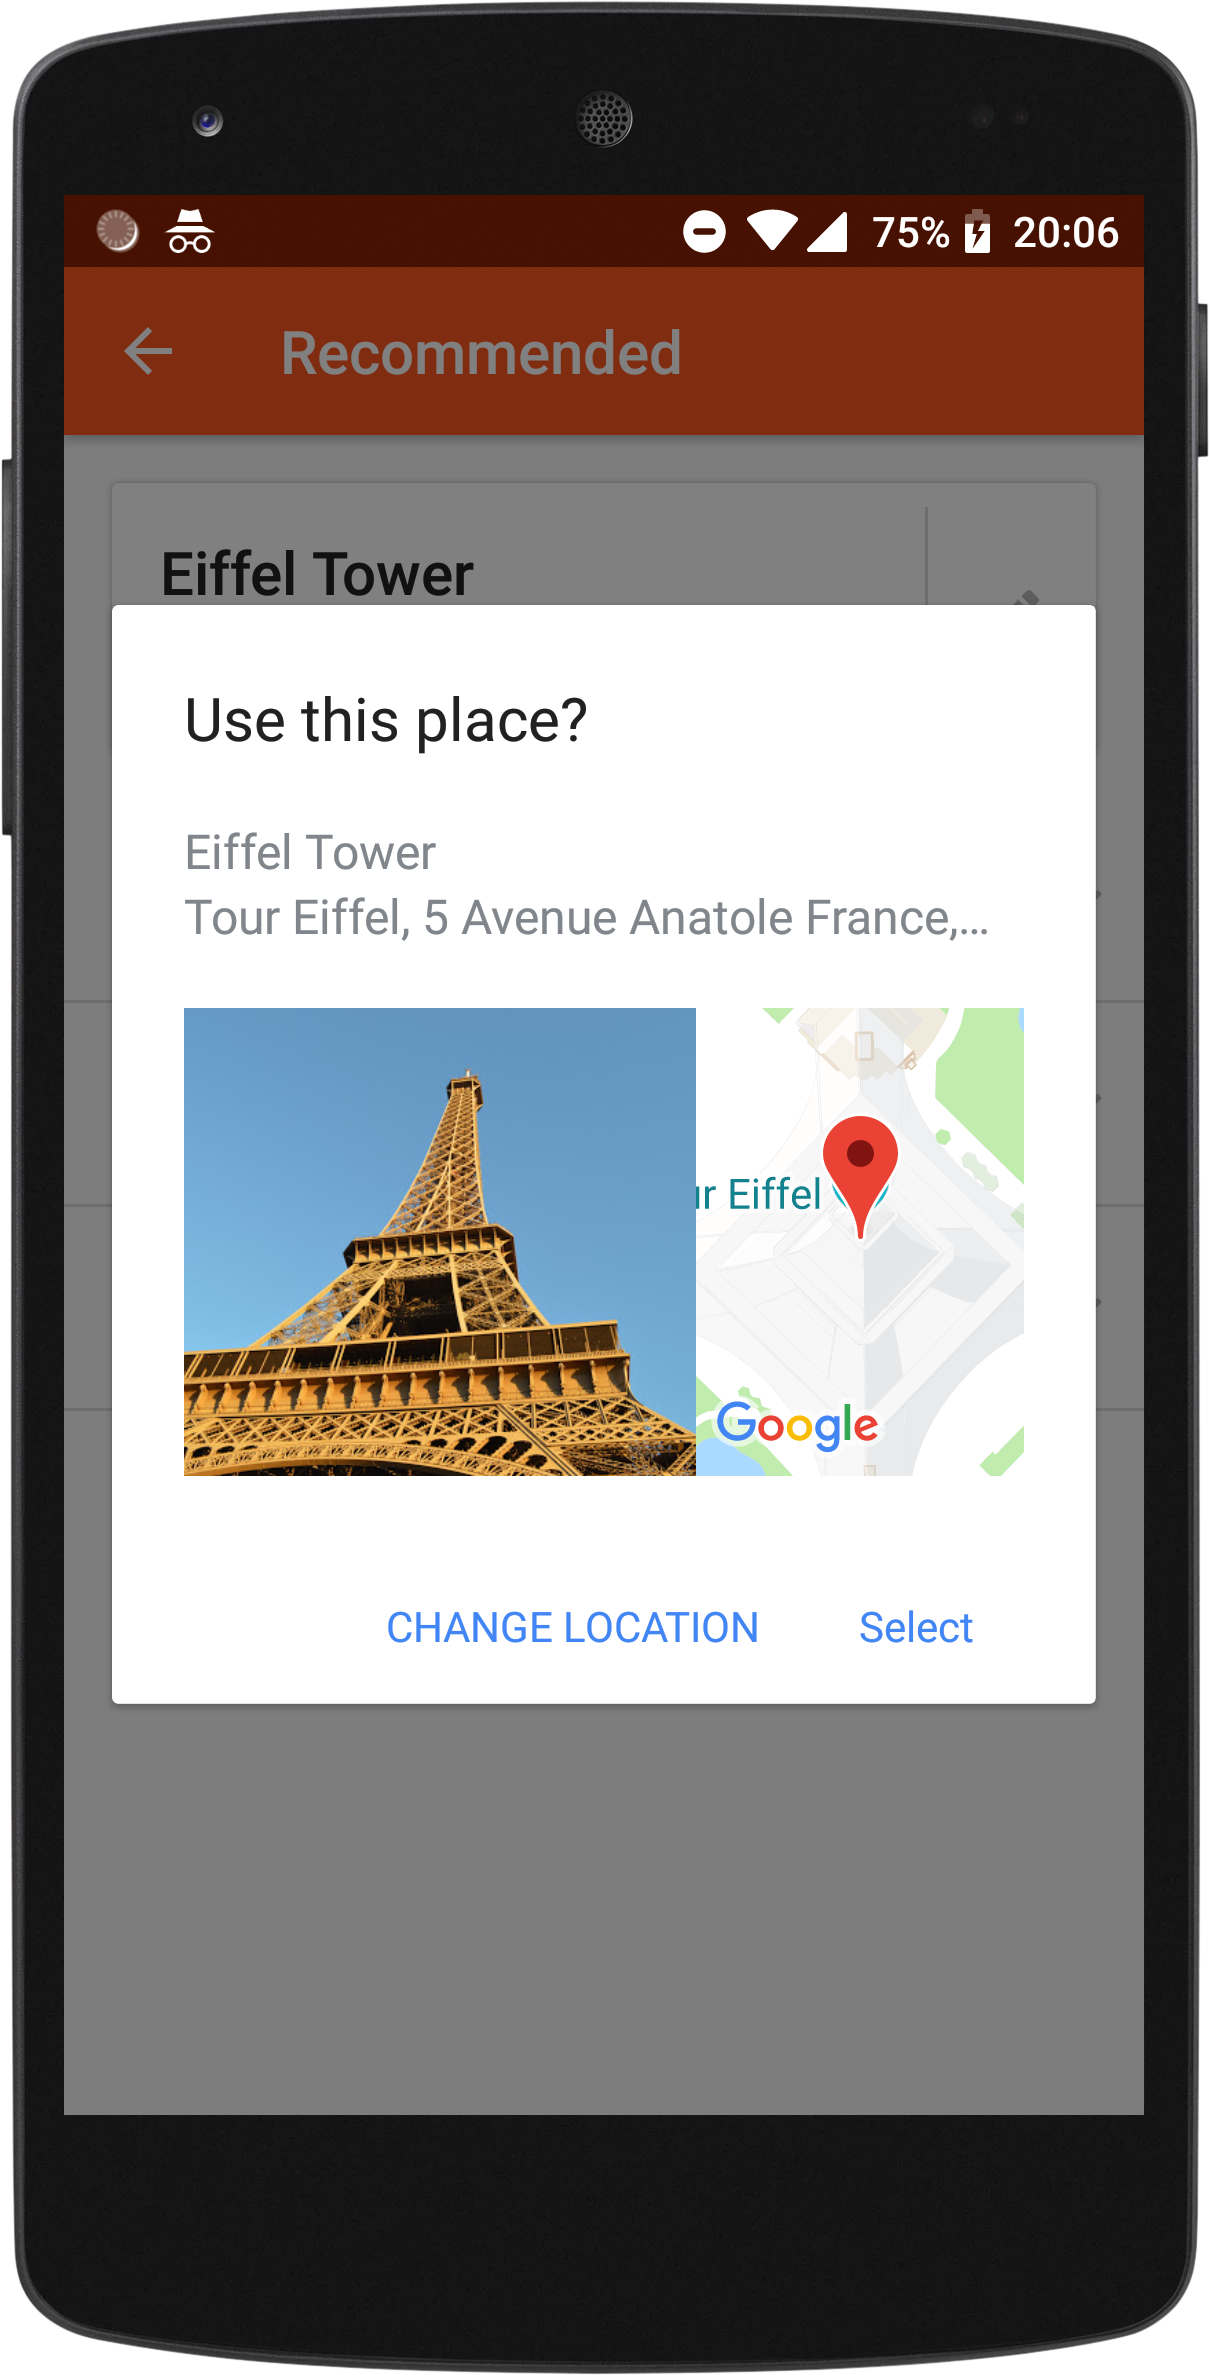 75% 20:06
Recommended
Eiffel Tower
Use this place?
Eiffel Tower
Tour Eiffel, 5 Avenue Anatole France,...
Eiffel
Google
CHANGE LOCATION Select